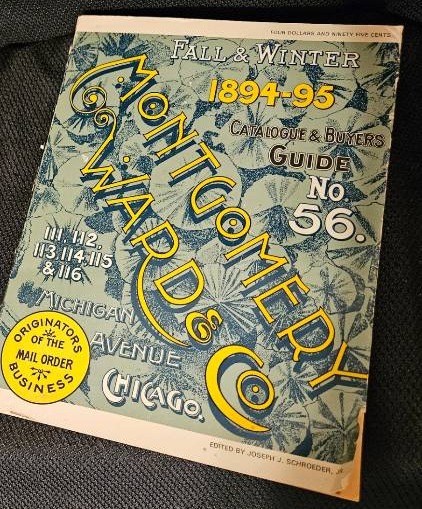 FOUR DOLLARS AND NINETY FIVE CENTS
FALL & WINTER
1894-95
CATALOGUE & BUYERS
GUIDE
NO
56.
MONTGOMERY
WARD & CO
111. 112.
113. 114. 115
& 116
MICHIGAN
AVENUE
CHICAGO.
ORIGINATORS
OF THE
MAIL ORDER
BUSINESS
EDITED BY JOSEPH J. SCHROEDER,